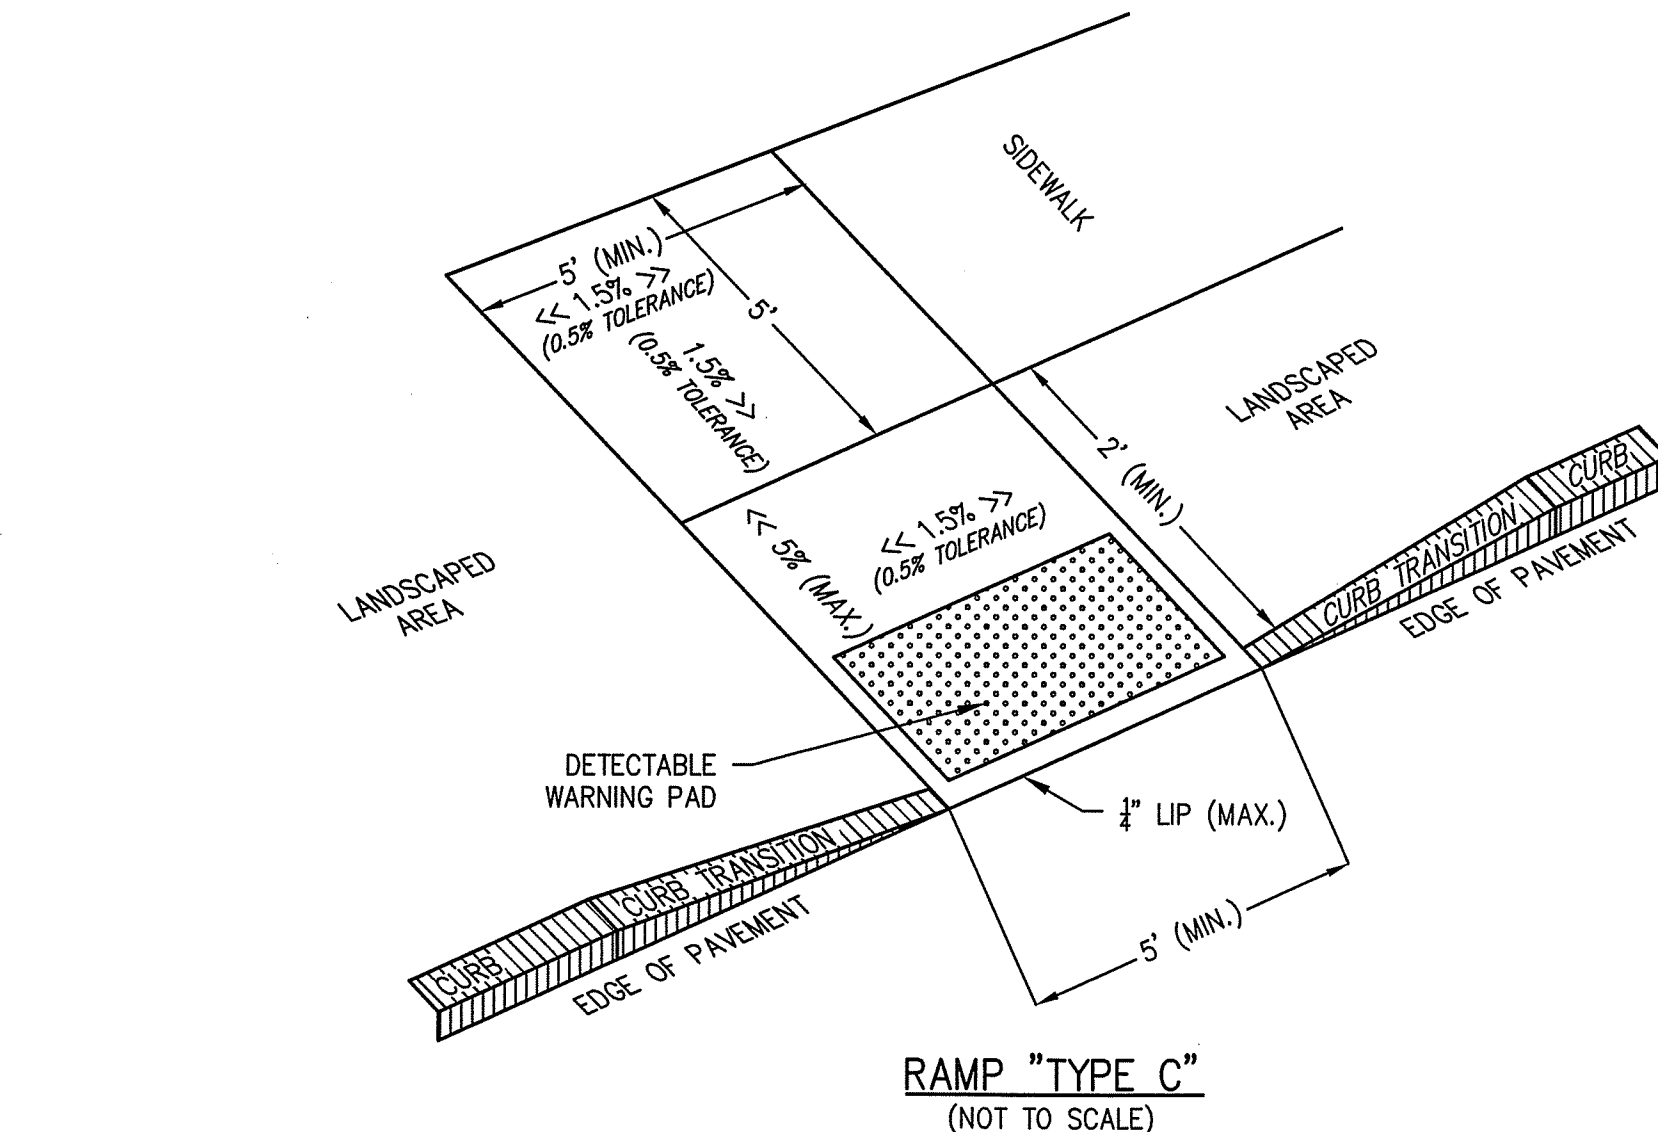 SIDEWALK
5' (MIN.)
<< 1.5% >>
(0.5% TOLERANCE)
5'
1.5% >>
(0.5% TOLERANCE)
LANDSCAPED
AREA
2' (MIN.)
CURB
CURB TRANSITION
EDGE OF PAVEMENT
<< 1.5% >>
(0.5% TOLERANCE)
<< 5% (MAX.)
LANDSCAPED
AREA
DETECTABLE
WARNING PAD
1/4" LIP (MAX.)
CURB TRANSITION
CURB
EDGE OF PAVEMENT
5' (MIN.)
RAMP "TYPE C"
(NOT TO SCALE)